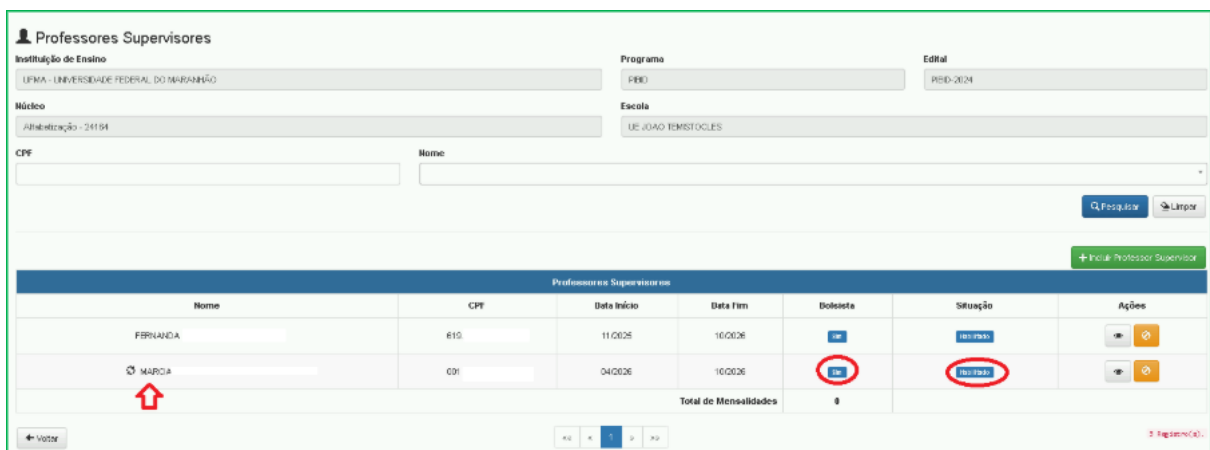 Professores Supervisores
Instituição de Ensino Programa Edital
UFMA - UNIVERSIDADE FEDERAL DO MARANHÃO PIBID PIBID-2024
Núcleo Escola
Alfabetização - 24164 UE JOAO TEMISTOCLES
CPF Nome
Pesquisar Limpar
Incluir Professor Supervisor
Professores Supervisores
Nome CPF Data Início Data Fim Bolsista Situação Ações
FERNANDA 619. 11/2025 10/2026 Sim Habilitado
MARCIA 001 04/2026 10/2026 Sim Habilitado
Total de Mensalidades 0
Voltar << < 1 > >> Registro(s).